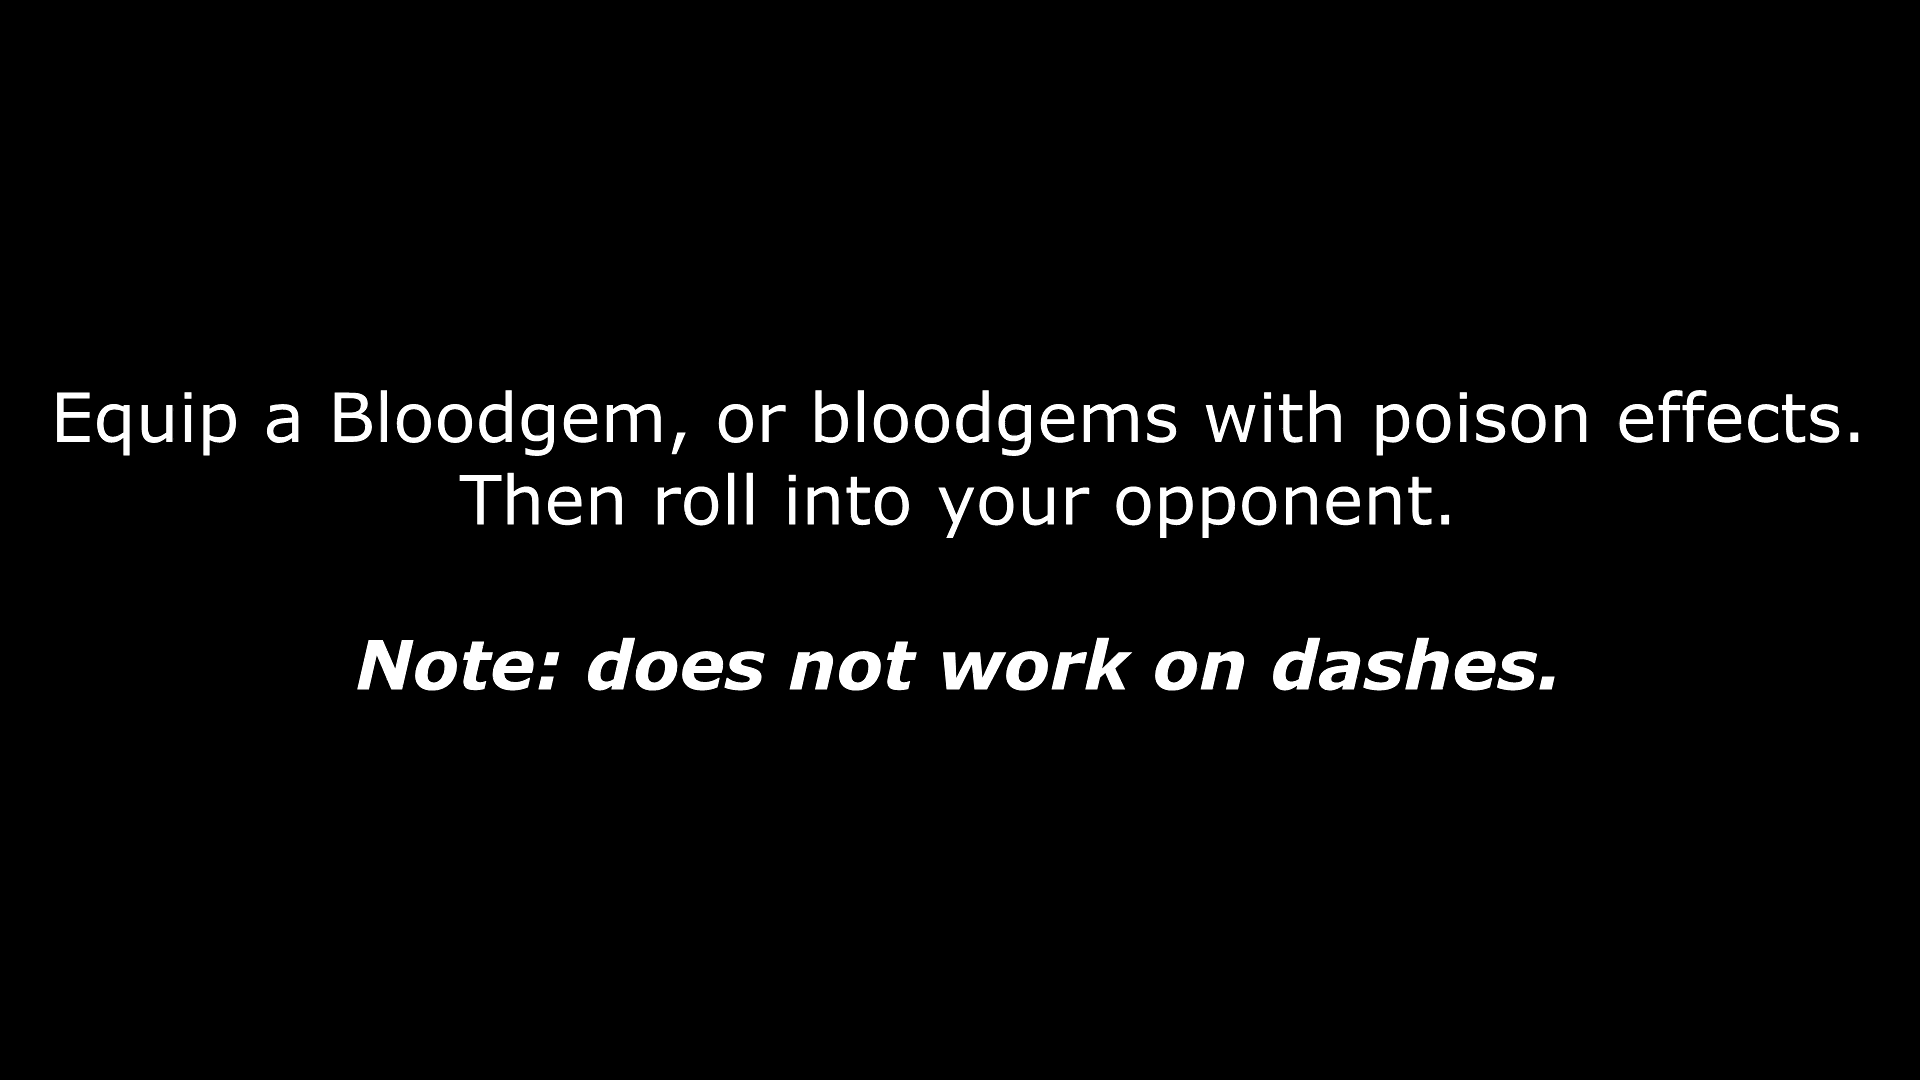 Equip a Bloodgem, or bloodgems with poison effects.
Then roll into your opponent.
Note: does not work on dashes.